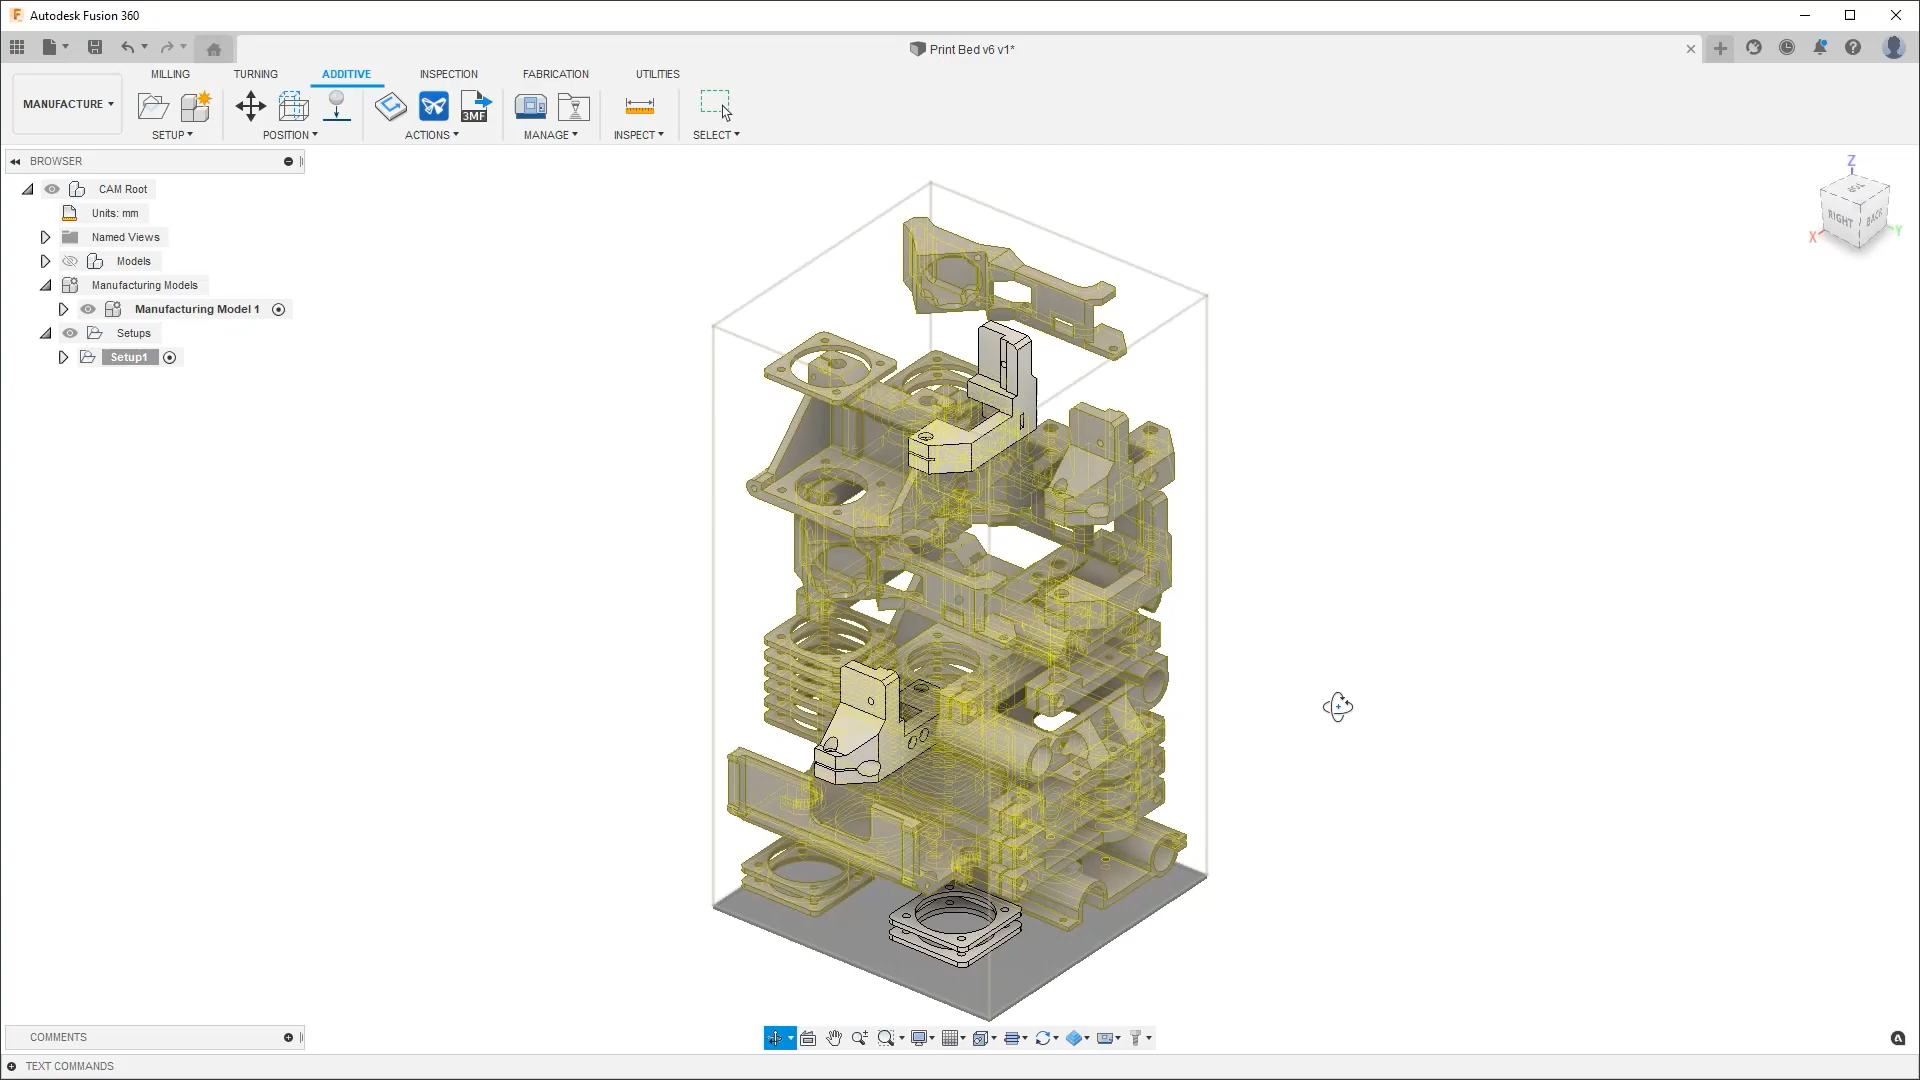 Autodesk Fusion 360
Print Bed v6 v1*
MILLING TURNING ADDITIVE INSPECTION FABRICATION UTILITIES
MANUFACTURE
3MF
SETUP POSITION ACTIONS MANAGE INSPECT SELECT
BROWSER
CAM Root
Units: mm
Named Views
Models
Manufacturing Models
Manufacturing Model 1
Setups
Setup1
Z
TOP
RIGHT BACK
X Y
COMMENTS
TEXT COMMANDS